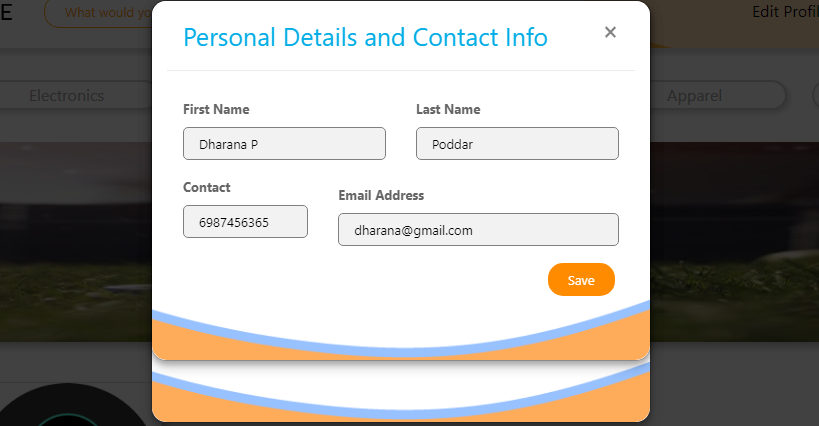 E
What would yo
Edit Profil
Personal Details and Contact Info
×
Electronics
Apparel
First Name
Last Name
Dharana P
Poddar
Contact
Email Address
6987456365
dharana@gmail.com
Save